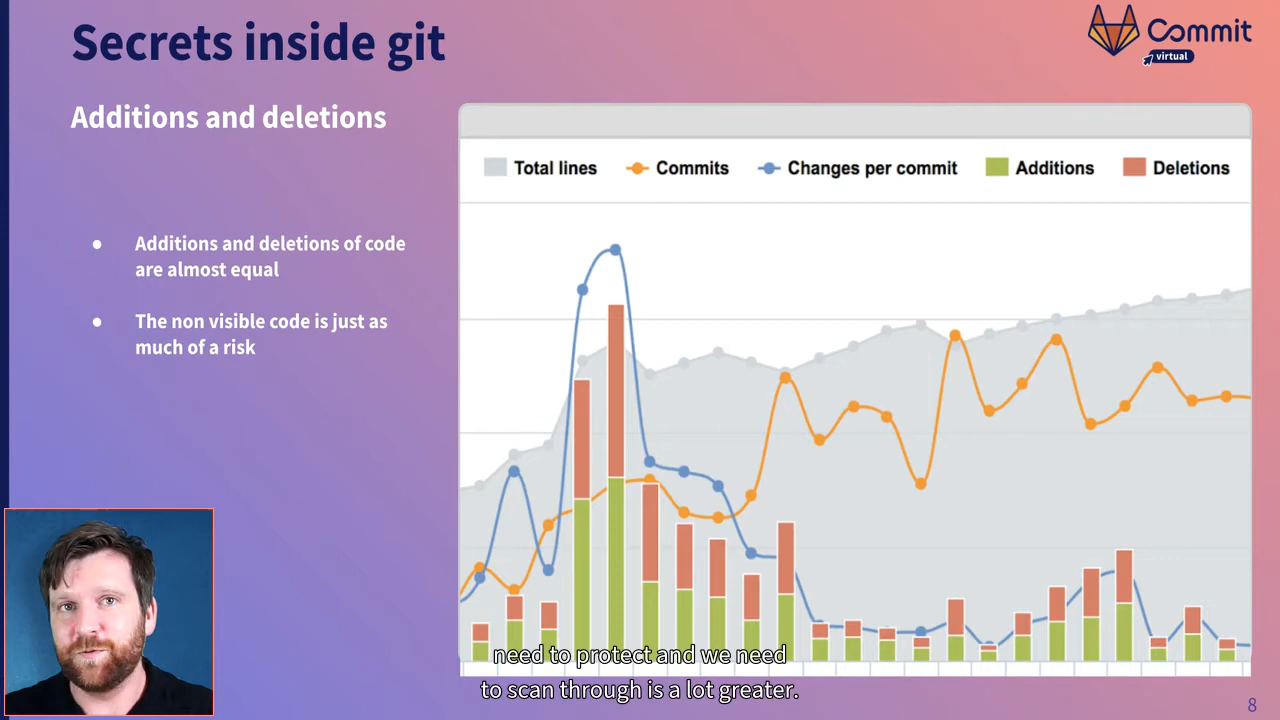 Secrets inside git
Commit
virtual
Additions and deletions
● Additions and deletions of code
are almost equal
● The non visible code is just as
much of a risk
Total lines Commits Changes per commit Additions Deletions
need to protect and we need
to scan through is a lot greater.
8